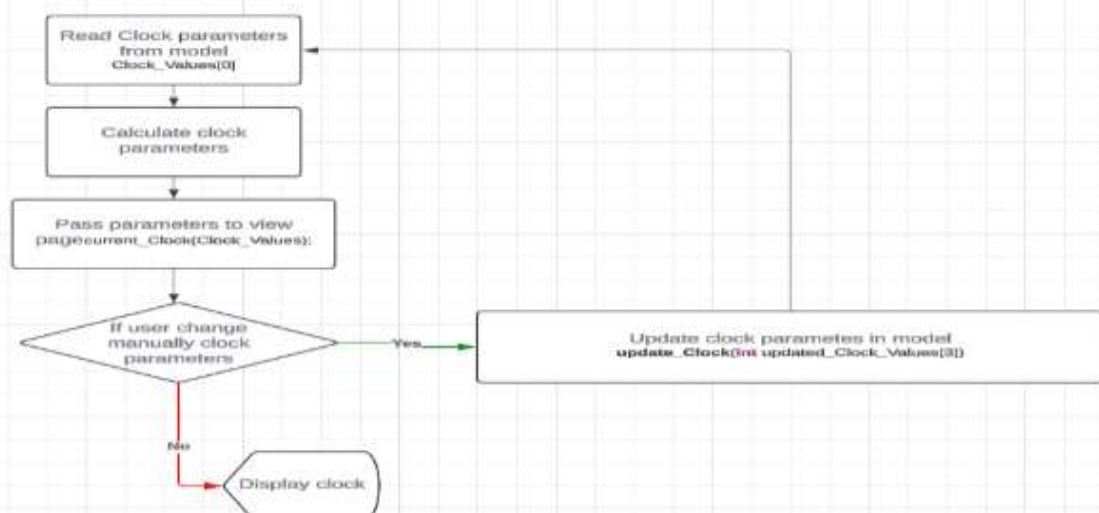 Read Clock parameters
from model
Clock_Values[0]
Calculate clock
parameters
Pass parameters to view
pagecurrent_Clock(Clock_Values);
If user change
manually clock
parameters
Yes
Update clock parametes in model
update_Clock(int updated_Clock_Values[3])
No
Display clock